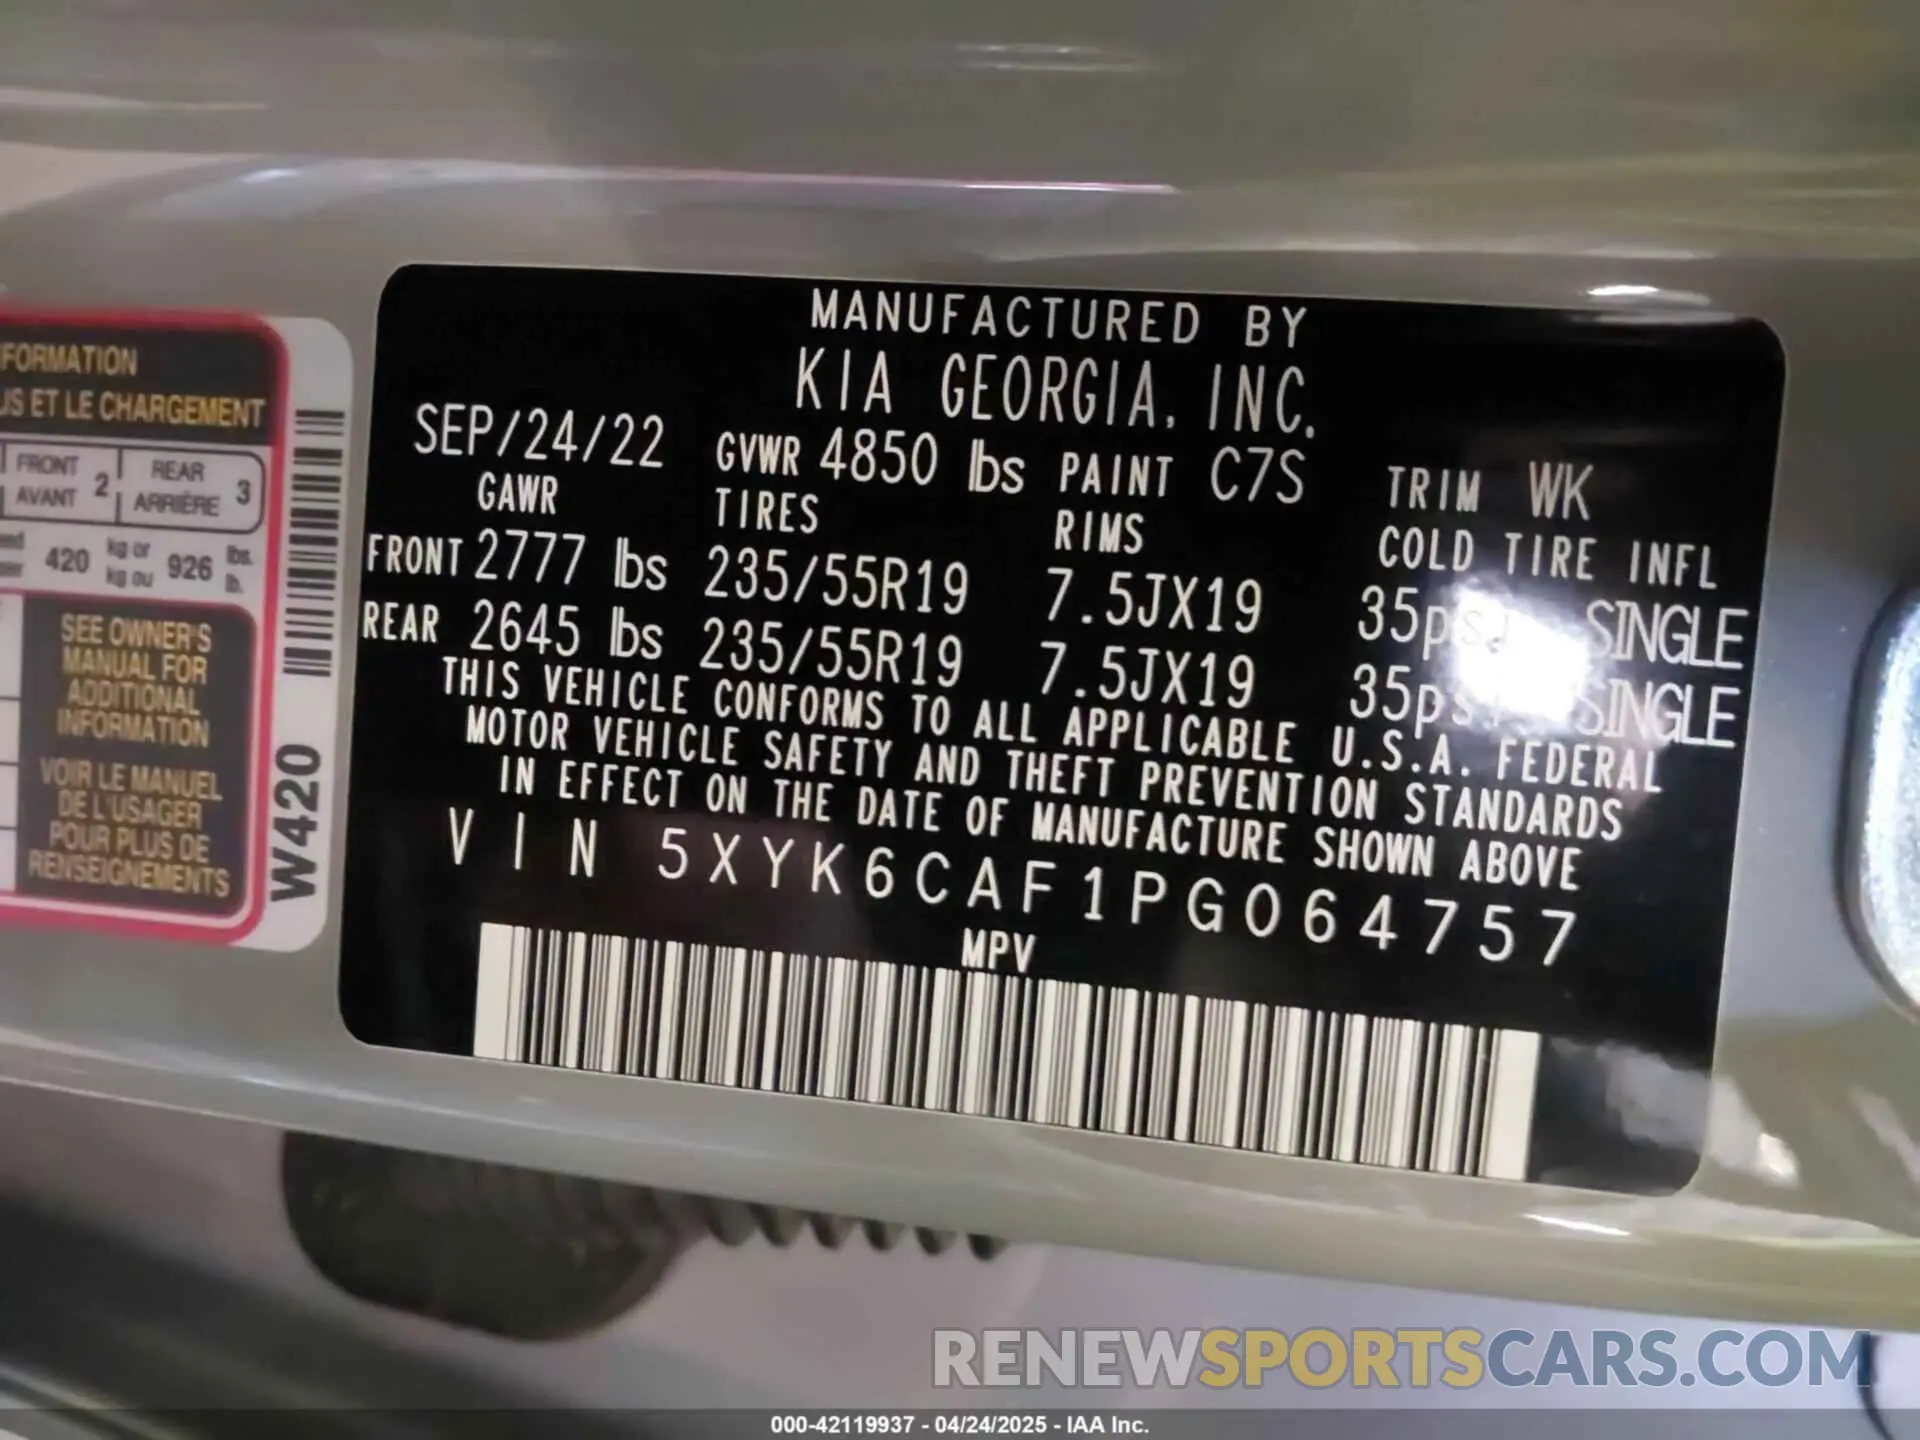 MANUFACTURED BY
KIA GEORGIA, INC.
SEP/24/22 GVWR 4850 lbs PAINT C7S TRIM WK
GAWR TIRES RIMS COLD TIRE INFL
FRONT 2777 lbs 235/55R19 7.5JX19 35psi SINGLE
REAR 2645 lbs 235/55R19 7.5JX19 35psi SINGLE
THIS VEHICLE CONFORMS TO ALL APPLICABLE U.S.A. FEDERAL
MOTOR VEHICLE SAFETY AND THEFT PREVENTION STANDARDS
IN EFFECT ON THE DATE OF MANUFACTURE SHOWN ABOVE
VIN 5XYK6CAF1PG064757
MPV
ET LE CHARGEMENT
FRONT
AVANT 2
REAR
ARRIÈRE 3
420 kg or
kg ou 926 lbs.
lb.
SEE OWNER'S
MANUAL FOR
ADDITIONAL
INFORMATION
VOIR LE MANUEL
DE L'USAGER
POUR PLUS DE
RENSEIGNEMENTS
W420
RENEWSPORTSCARS.COM
000-42119937 - 04/24/2025 - IAA Inc.